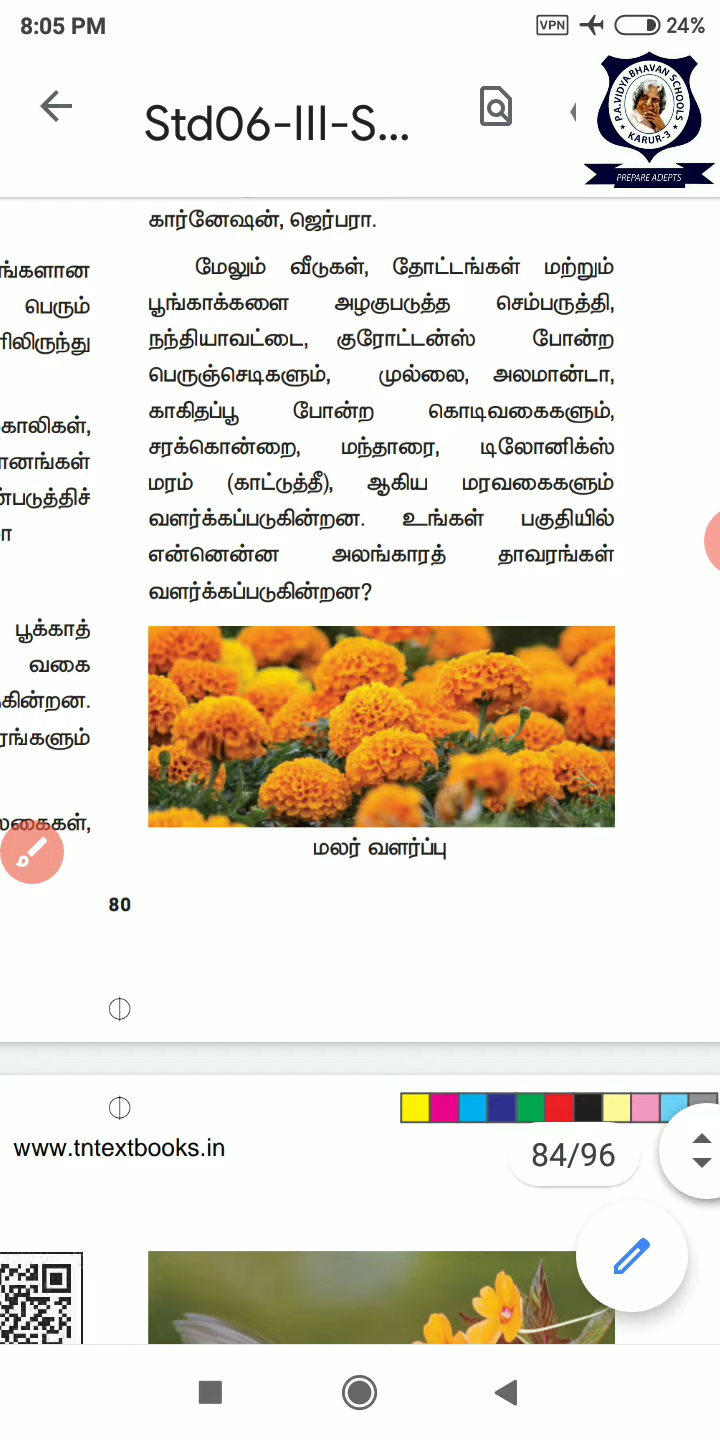 8:05 PM
VPN
24%
Std06-III-S...
P.A.VIDYABHAVAN SCHOOLS
KARUR-3
PREPARE ADEPTS
கார்னேஷன், ஜெர்பரா.
மேலும் வீடுகள், தோட்டங்கள் மற்றும்
பூங்காக்களை அழகுபடுத்த செம்பருத்தி,
நந்தியாவட்டை, குரோட்டன்ஸ் போன்ற
பெருஞ்செடிகளும், முல்லை, அலமான்டா,
காகிதப்பூ போன்ற கொடிவகைகளும்,
சரக்கொன்றை, மந்தாரை, டிலோனிக்ஸ்
மரம் (காட்டுத்தீ), ஆகிய மரவகைகளும்
வளர்க்கப்படுகின்றன. உங்கள் பகுதியில்
என்னென்ன அலங்காரத் தாவரங்கள்
வளர்க்கப்படுகின்றன?
பெரும்
பூக்காத்
வகை
மலர் வளர்ப்பு
80
www.tntextbooks.in
84/96